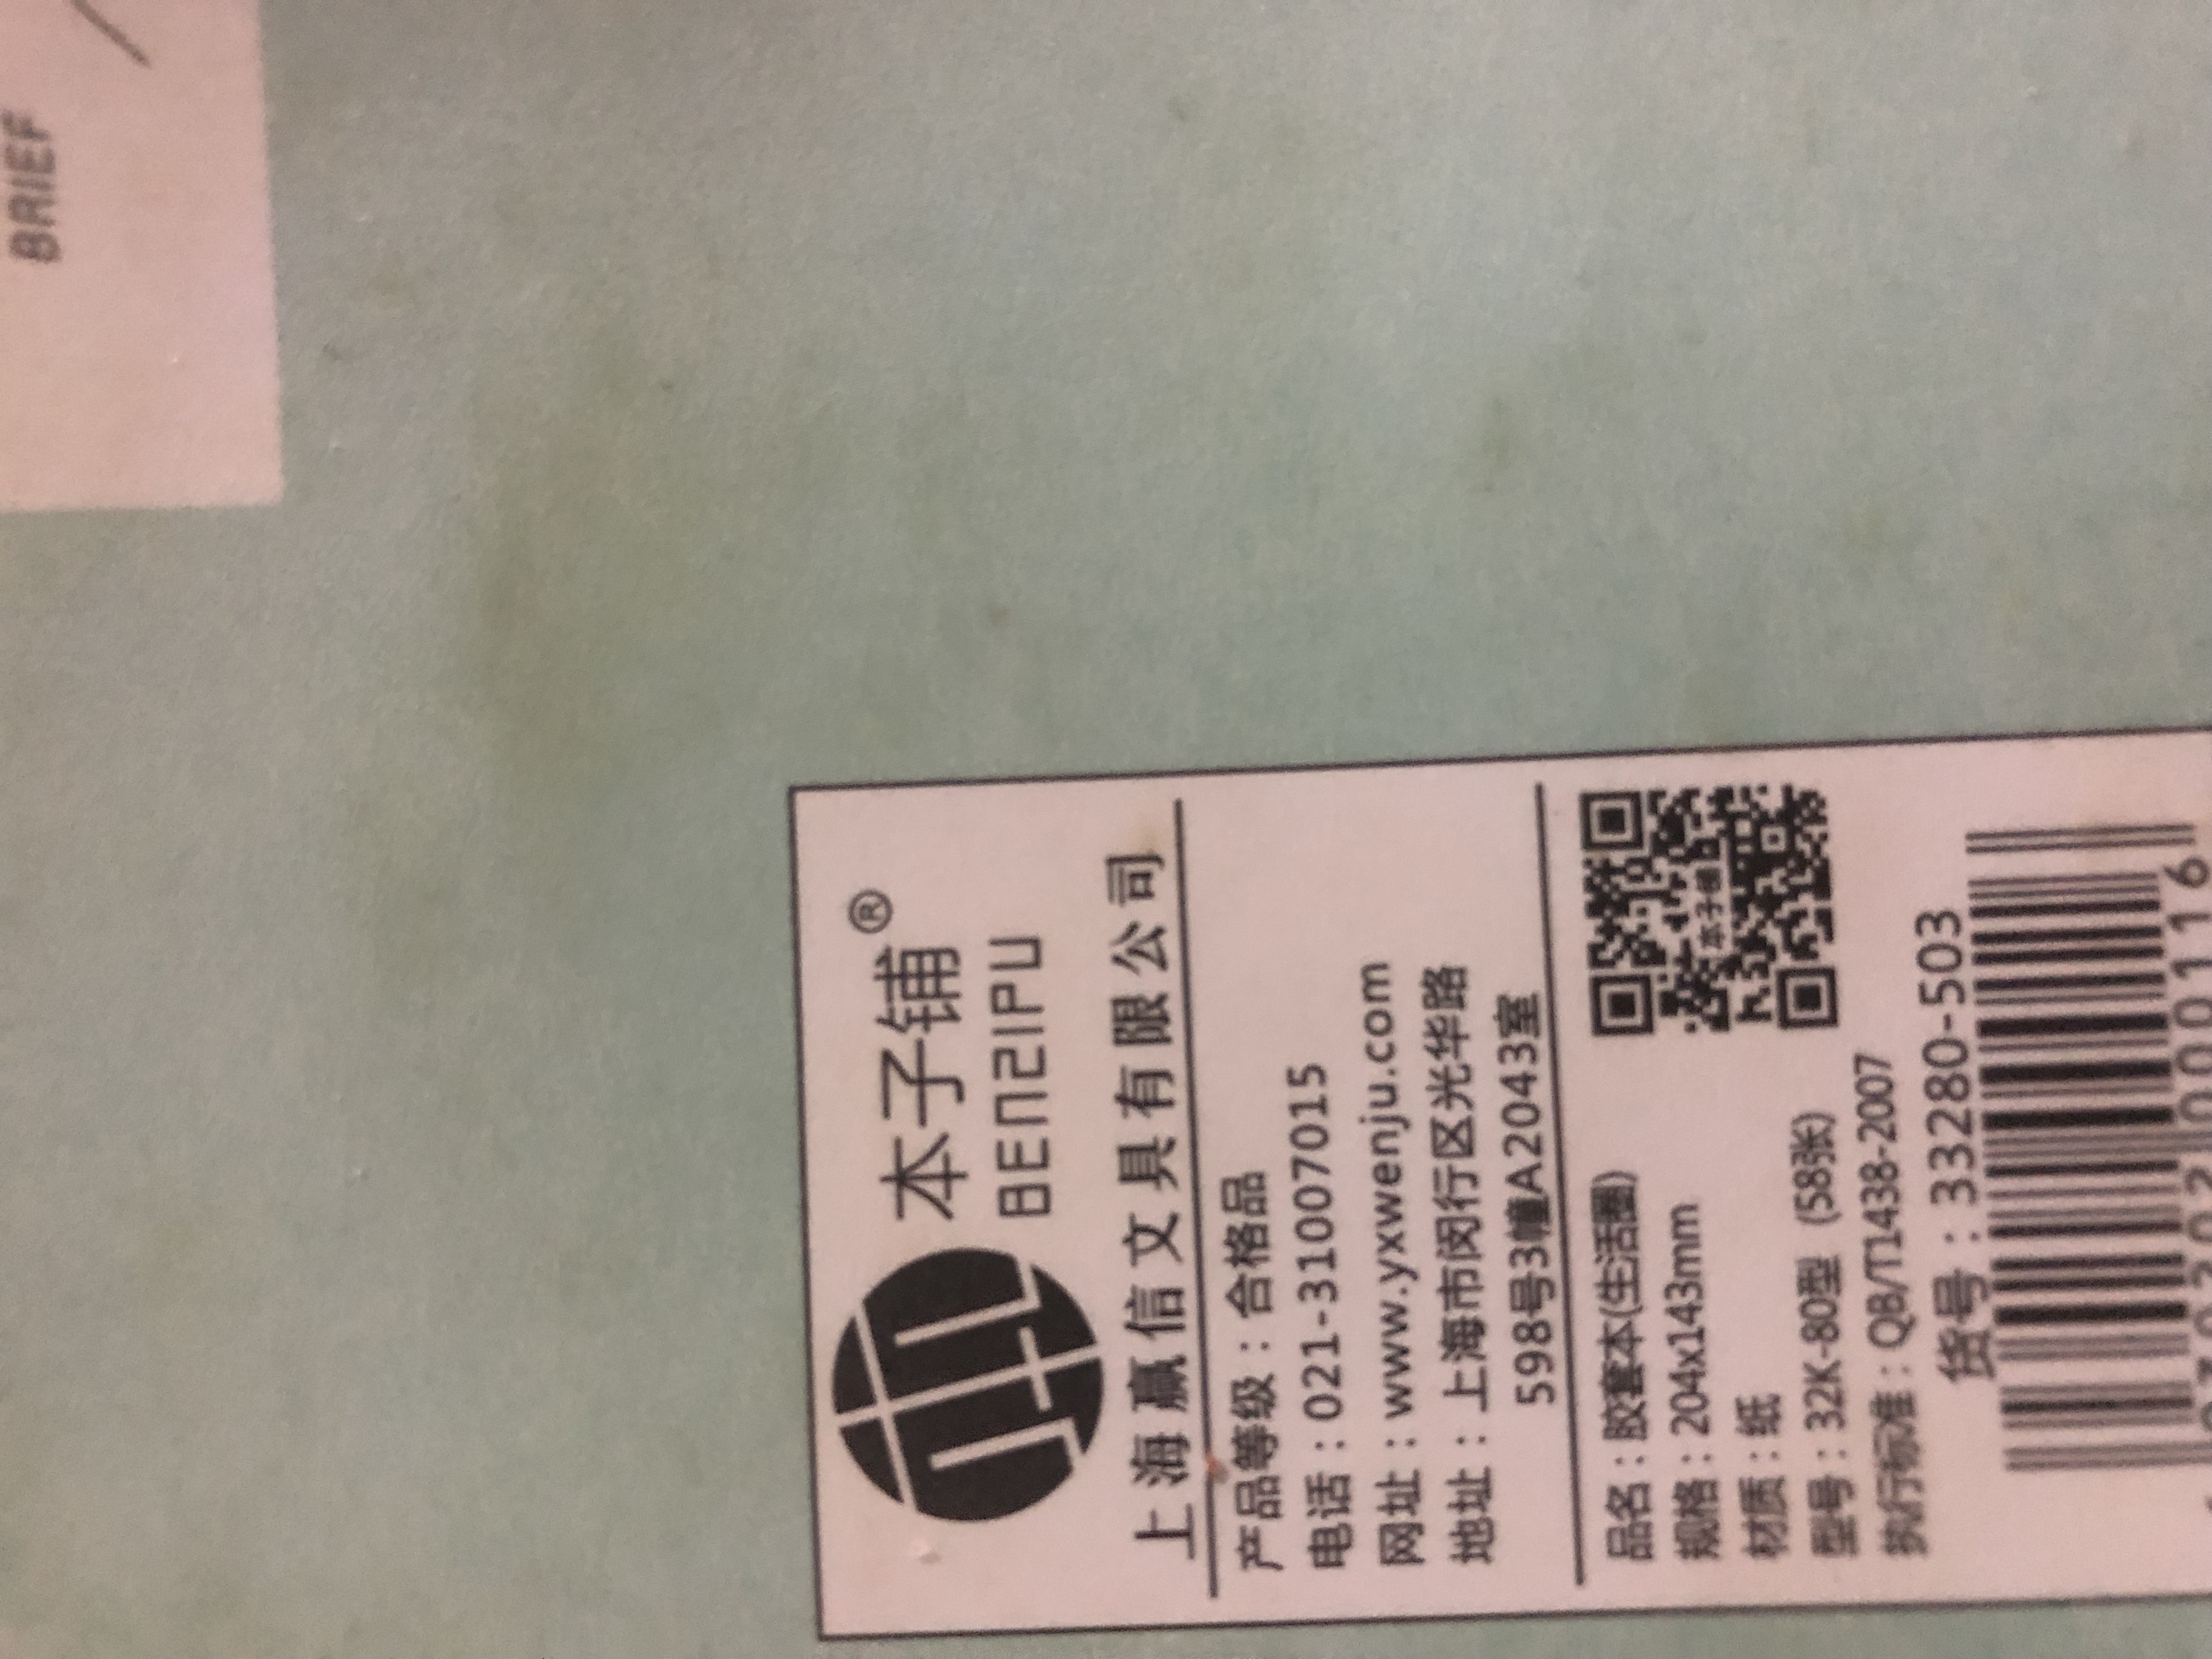 BRIEF
本子铺®
BENZIPU
上海赢信文具有限公司
产品等级：合格品
电话：021-31007015
网址：www.yxwenju.com
地址：上海市闵行区光华路
598号3幢A2043室
品名：胶套本(生活圈)
规格：204x143mm
本子铺
材质：纸
型号：32K-80型 (58张)
执行标准：QB/T1438-2007
货号：33280-503
000116